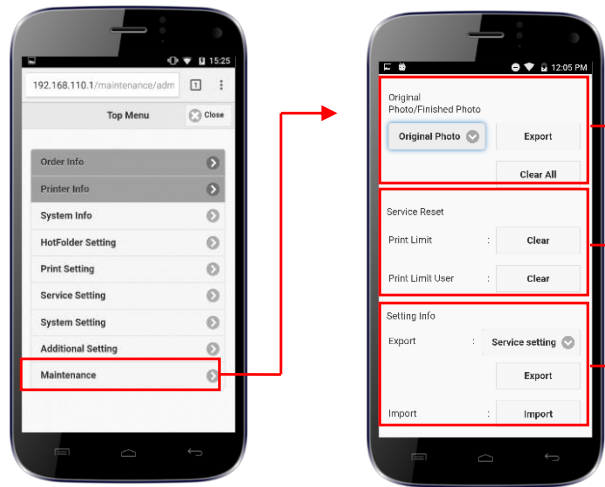 15:25
192.168.110.1/maintenance/adm 1
Top Menu Close
Order Info
Printer Info
System Info
HotFolder Setting
Print Setting
Service Setting
System Setting
Additional Setting
Maintenance
12:05 PM
Original
Photo/Finished Photo
Original Photo Export
Clear All
Service Reset
Print Limit : Clear
Print Limit User : Clear
Setting Info
Export : Service setting
Export
Import : Import